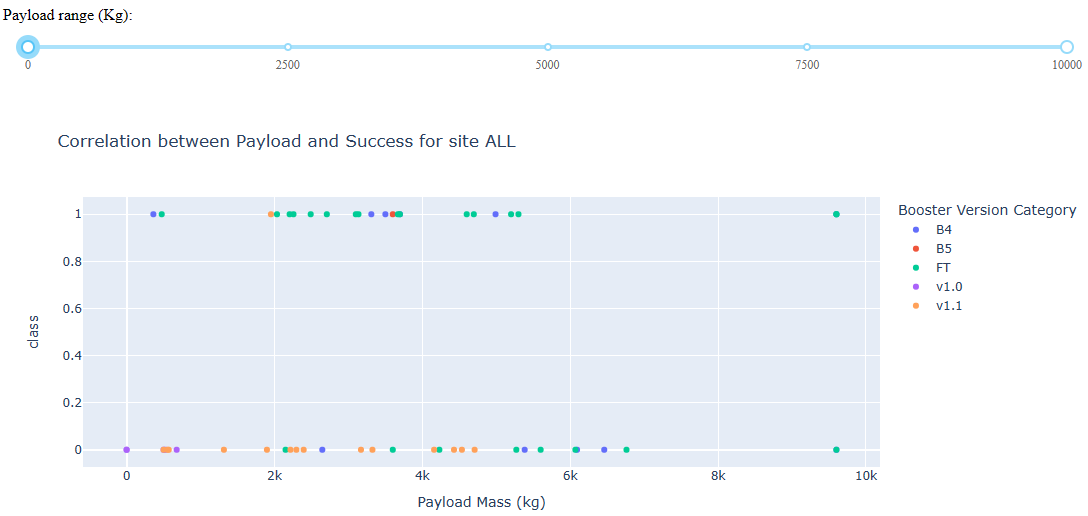 Payload range (Kg):
0 2500 5000 7500 10000
Correlation between Payload and Success for site ALL
1
0.8
0.6
0.4
0.2
0
class
0 2k 4k 6k 8k 10k
Payload Mass (kg)
Booster Version Category
B4
B5
FT
v1.0
v1.1